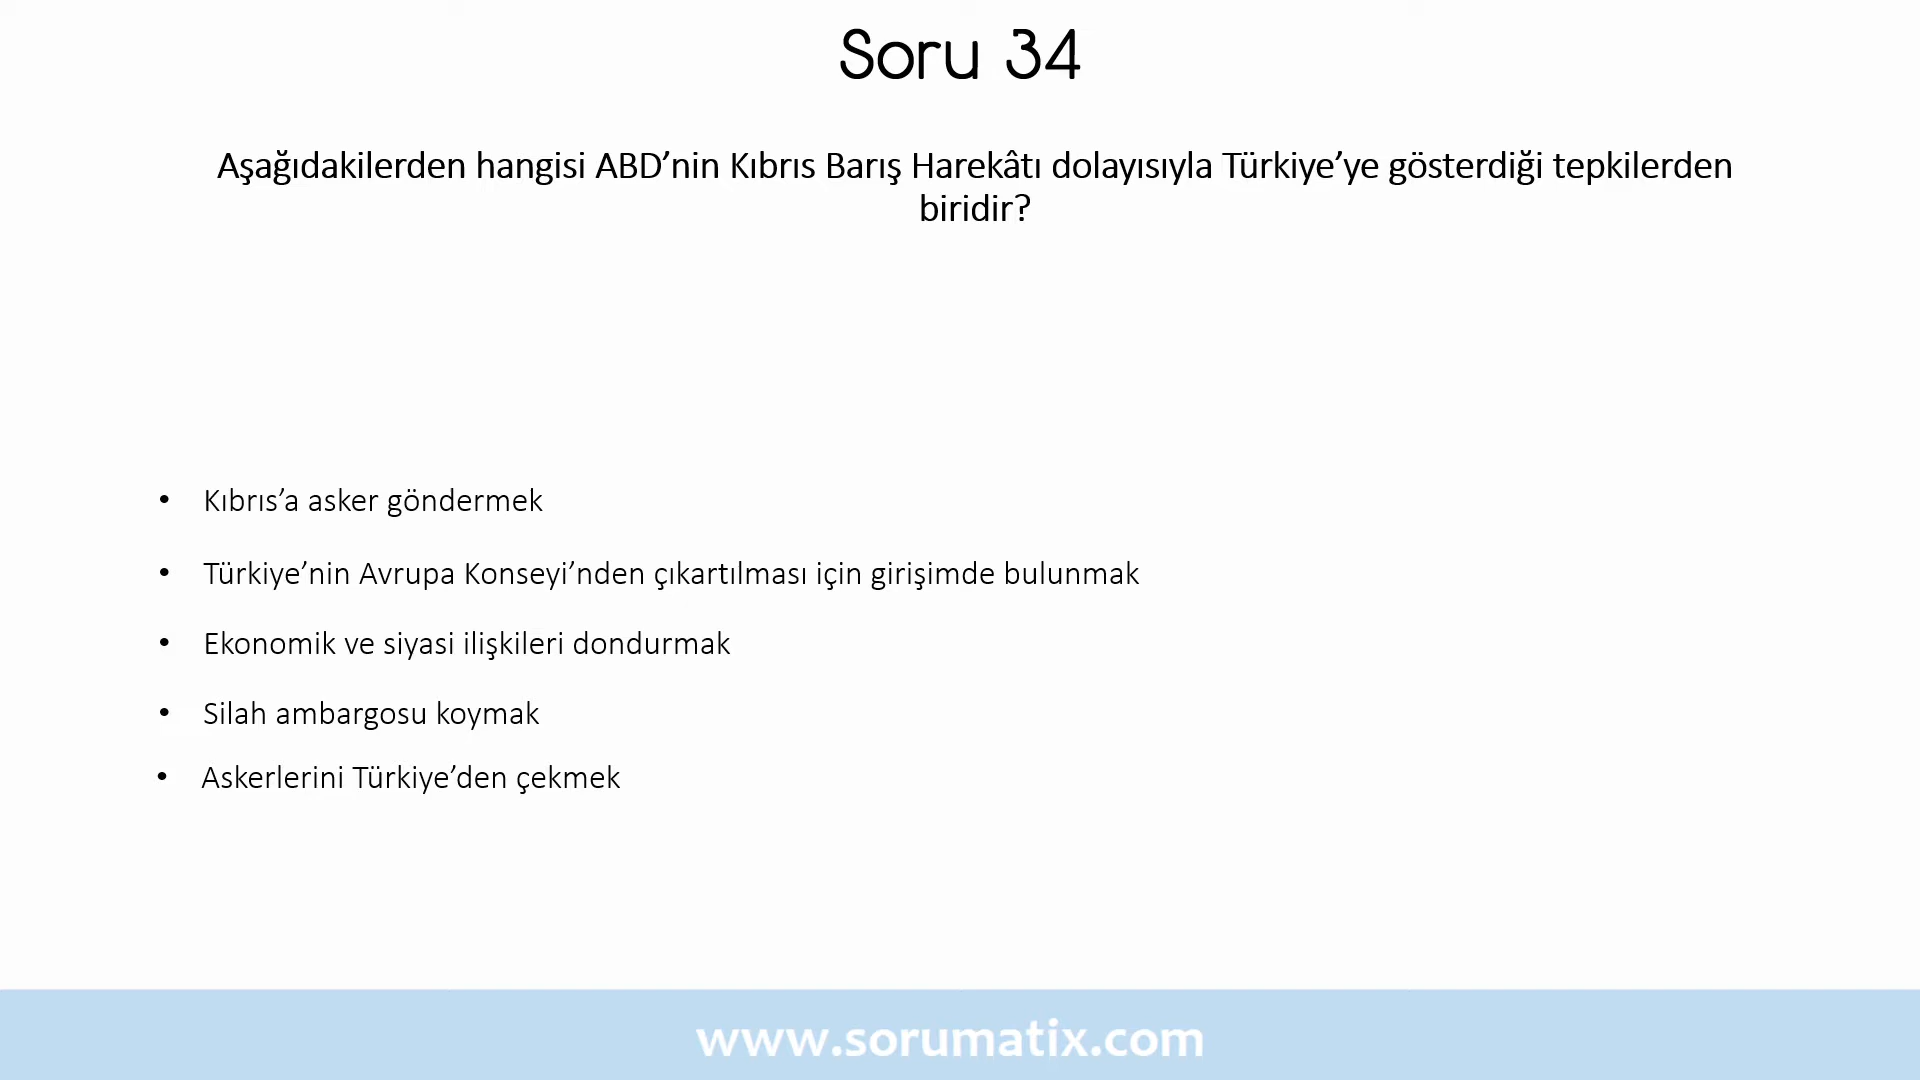 Soru 34
Aşağıdakilerden hangisi ABD’nin Kıbrıs Barış Harekâtı dolayısıyla Türkiye’ye gösterdiği tepkilerden
biridir?
• Kıbrıs’a asker göndermek
• Türkiye’nin Avrupa Konseyi’nden çıkartılması için girişimde bulunmak
• Ekonomik ve siyasi ilişkileri dondurmak
• Silah ambargosu koymak
• Askerlerini Türkiye’den çekmek
www.sorumatix.com